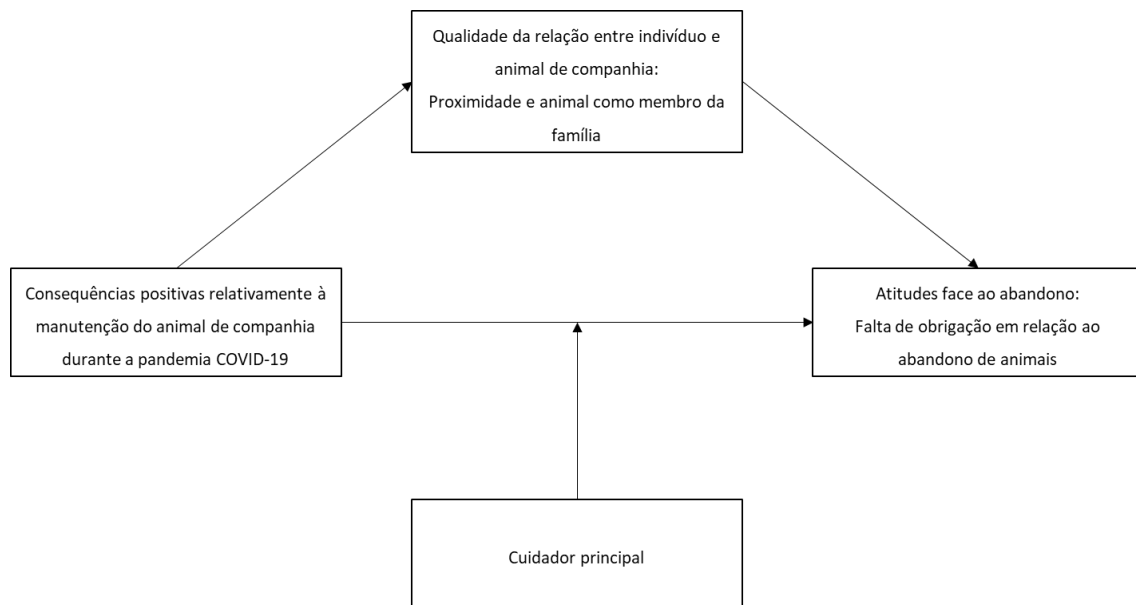 Qualidade da relação entre indivíduo e
animal de companhia:
Proximidade e animal como membro da
família
Consequências positivas relativamente à
manutenção do animal de companhia
durante a pandemia COVID-19
Atitudes face ao abandono:
Falta de obrigação em relação ao
abandono de animais
Cuidador principal